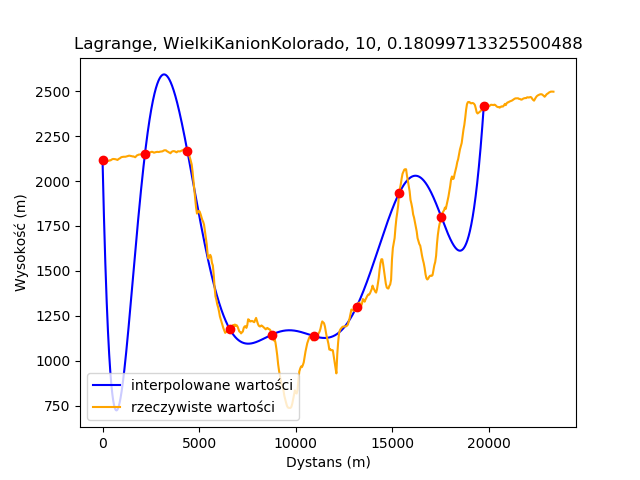 Lagrange, WielkiKanionKolorado, 10, 0.18099713325500488
2500
2250
2000
1750
1500
1250
1000
750
Wysokość (m)
interpolowane wartości
rzeczywiste wartości
0 5000 10000 15000 20000
Dystans (m)